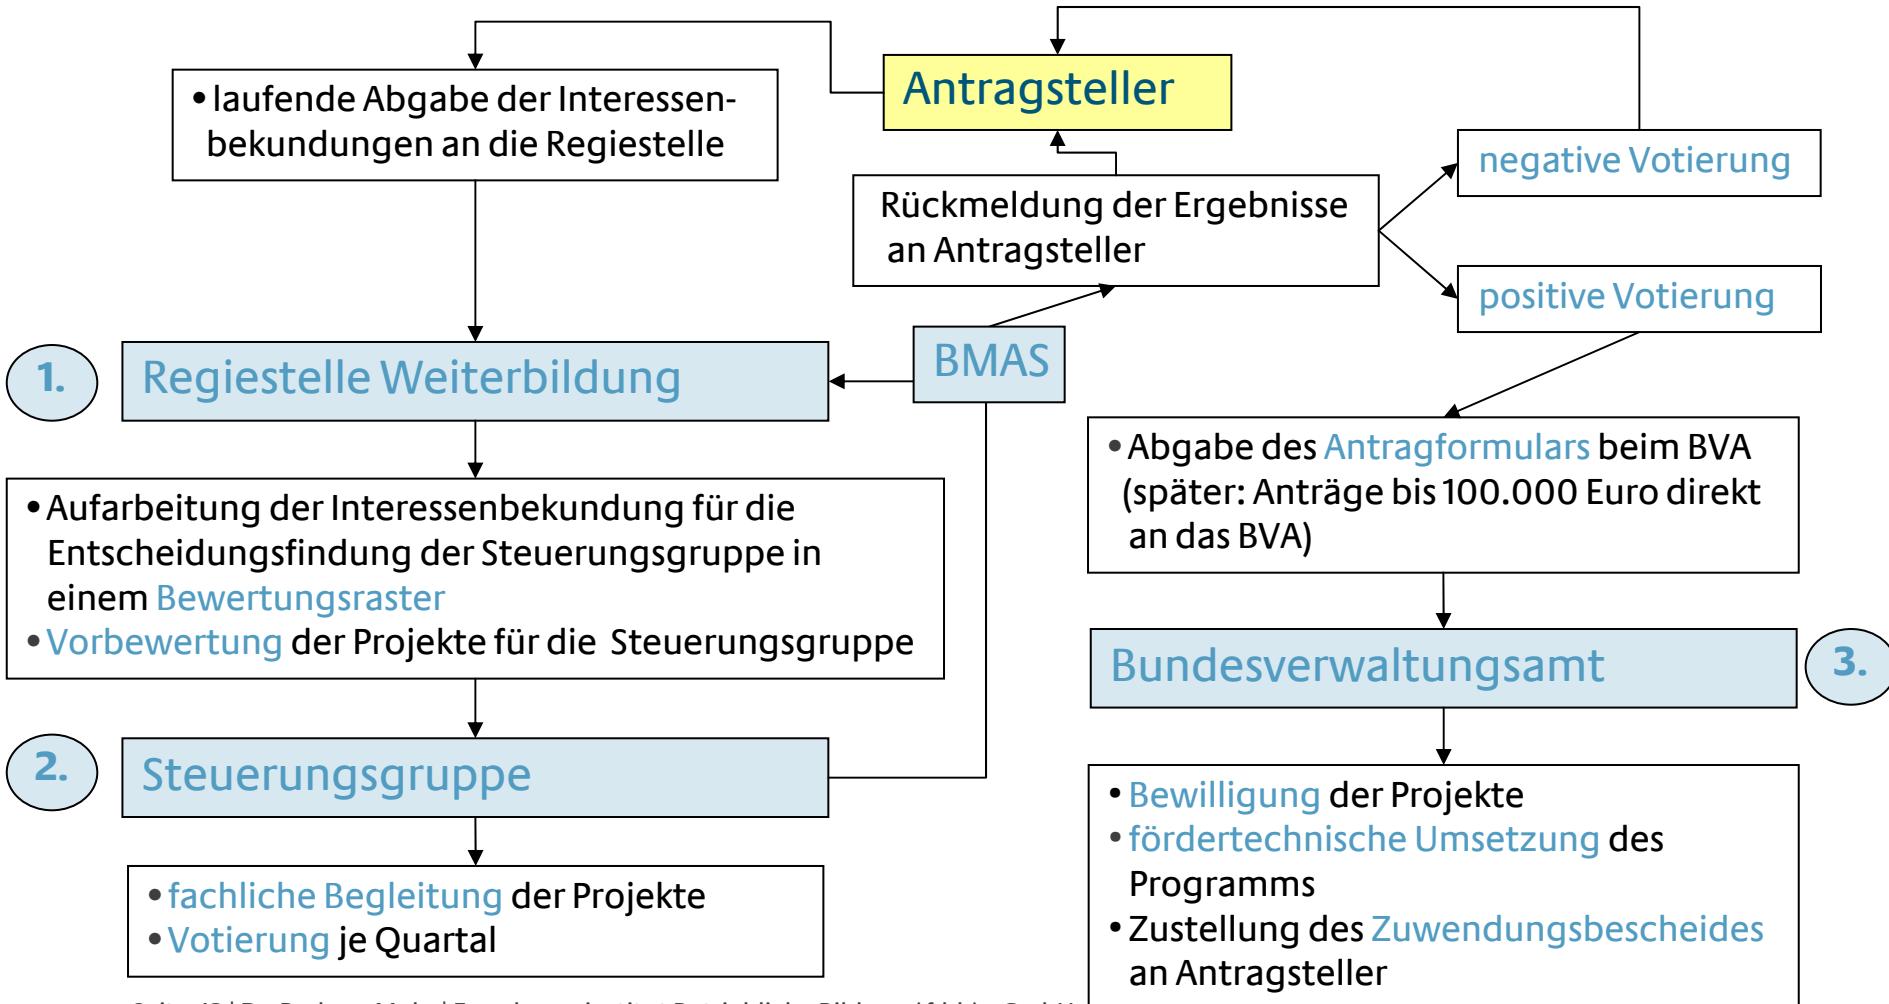 Antragsteller
• laufende Abgabe der Interessen-
bekundungen an die Regiestelle
negative Votierung
Rückmeldung der Ergebnisse
an Antragsteller
positive Votierung
1.
Regiestelle Weiterbildung
BMAS
• Abgabe des Antragformulars beim BVA
(später: Anträge bis 100.000 Euro direkt
an das BVA)
• Aufarbeitung der Interessenbekundung für die
Entscheidungsfindung der Steuerungsgruppe in
einem Bewertungsraster
• Vorbewertung der Projekte für die Steuerungsgruppe
Bundesverwaltungsamt
3.
2.
Steuerungsgruppe
• Bewilligung der Projekte
• fördertechnische Umsetzung des
Programms
• Zustellung des Zuwendungsbescheides
an Antragsteller
• fachliche Begleitung der Projekte
• Votierung je Quartal